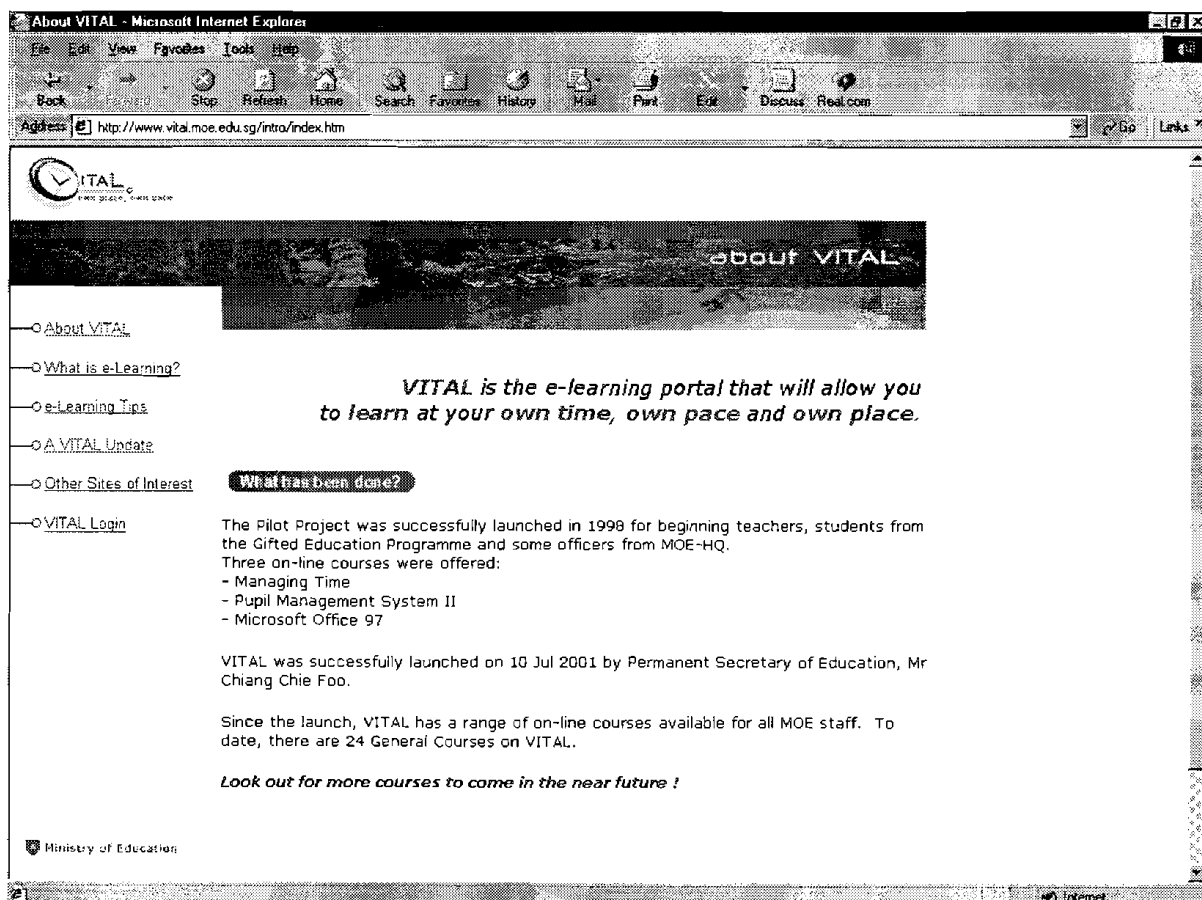 About VITAL - Microsoft Internet Explorer
File Edit View Favorites Tools Help
Back Forward Stop Refresh Home Search Favorites History Mail Print Edit Discuss Real.com
Address http://www.vital.moe.edu.sg/intro/index.htm Go Links
VITAL
own place, own pace
about VITAL
About VITAL
What is e-Learning?
e-Learning Tips
A VITAL Update
Other Sites of Interest
VITAL Login
VITAL is the e-learning portal that will allow you
to learn at your own time, own pace and own place.
What has been done?
The Pilot Project was successfully launched in 1998 for beginning teachers, students from
the Gifted Education Programme and some officers from MOE-HQ.
Three on-line courses were offered:
- Managing Time
- Pupil Management System II
- Microsoft Office 97
VITAL was successfully launched on 10 Jul 2001 by Permanent Secretary of Education, Mr
Chiang Chie Foo.
Since the launch, VITAL has a range of on-line courses available for all MOE staff. To
date, there are 24 General Courses on VITAL.
Look out for more courses to come in the near future !
Ministry of Education
Internet